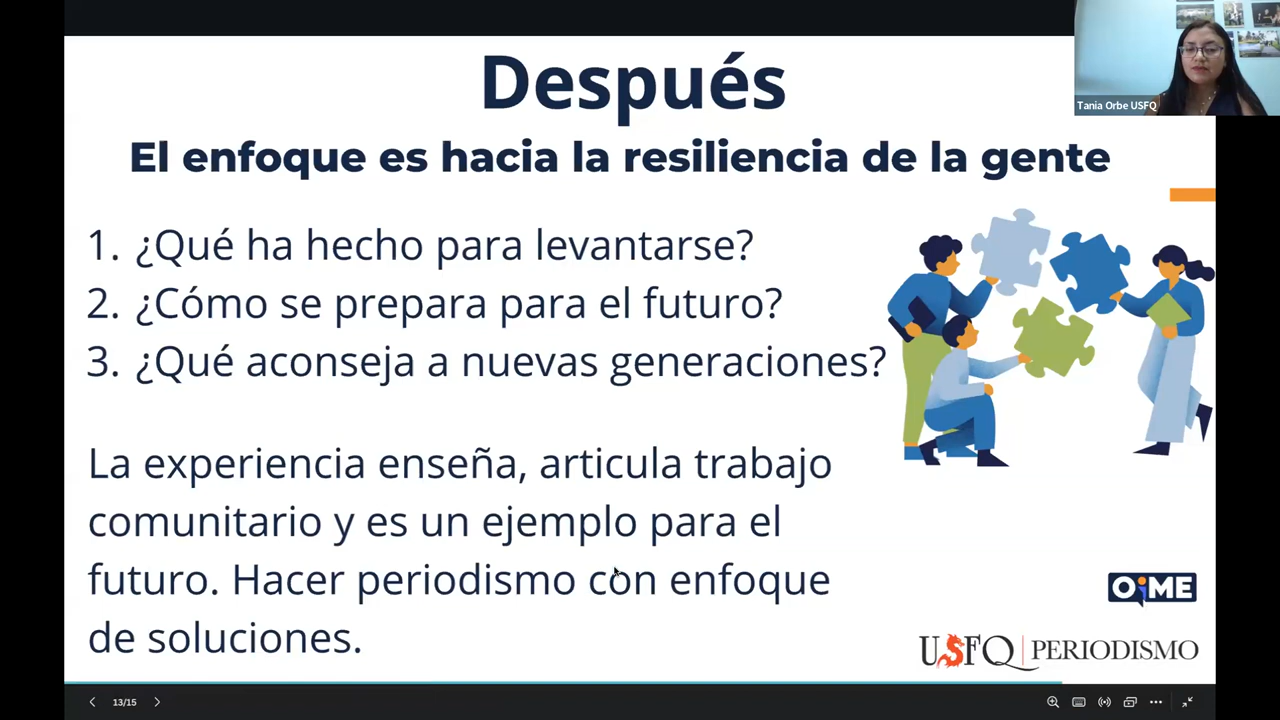 Después
Tania Orbe USFQ
El enfoque es hacia la resiliencia de la gente
1. ¿Qué ha hecho para levantarse?
2. ¿Cómo se prepara para el futuro?
3. ¿Qué aconseja a nuevas generaciones?
La experiencia enseña, articula trabajo
comunitario y es un ejemplo para el
futuro. Hacer periodismo con enfoque
de soluciones.
OiME
USFQ PERIODISMO
13/15